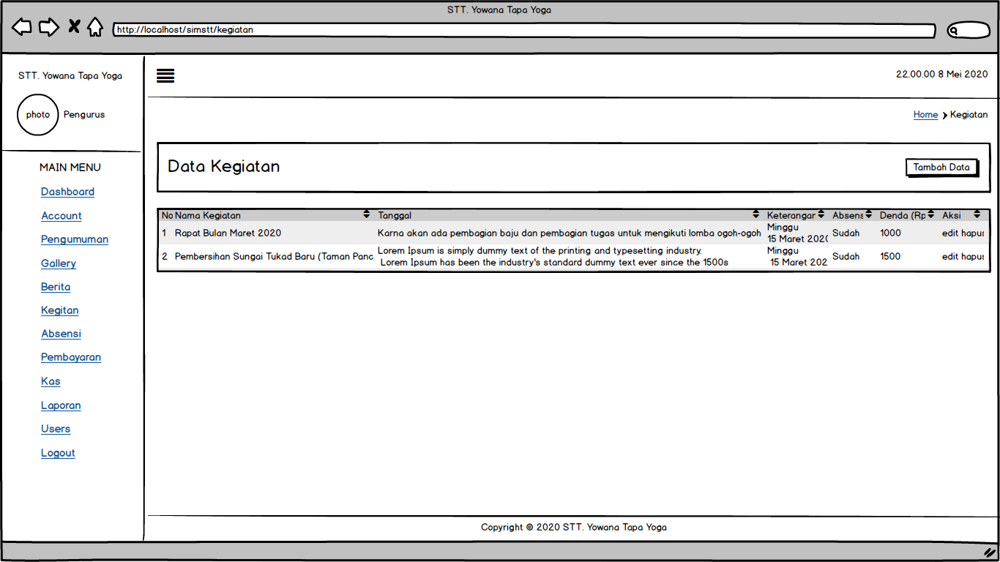 STT. Yowana Tapa Yoga
http://localhost/simstt/kegiatan
STT. Yowana Tapa Yoga
photo
Pengurus
MAIN MENU
Dashboard
Account
Pengumuman
Gallery
Berita
Kegitan
Absensi
Pembayaran
Kas
Laporan
Users
Logout
22.00.00 8 Mei 2020
Home Kegiatan
Data Kegiatan
Tambah Data
No Nama Kegiatan Tanggal Keterangar Absens Denda (Rp Aksi
1 Rapat Bulan Maret 2020 Karna akan ada pembagian baju dan pembagian tugas untuk mengikuti lomba ogoh-ogoh Minggu
15 Maret 2020 Sudah 1000 edit hapus
2 Pembersihan Sungai Tukad Baru (Taman Panc Lorem Ipsum is simply dummy text of the printing and typesetting industry.
Lorem Ipsum has been the industry's standard dummy text ever since the 1500s Minggu
15 Maret 202 Sudah 1500 edit hapus
Copyright © 2020 STT. Yowana Tapa Yoga